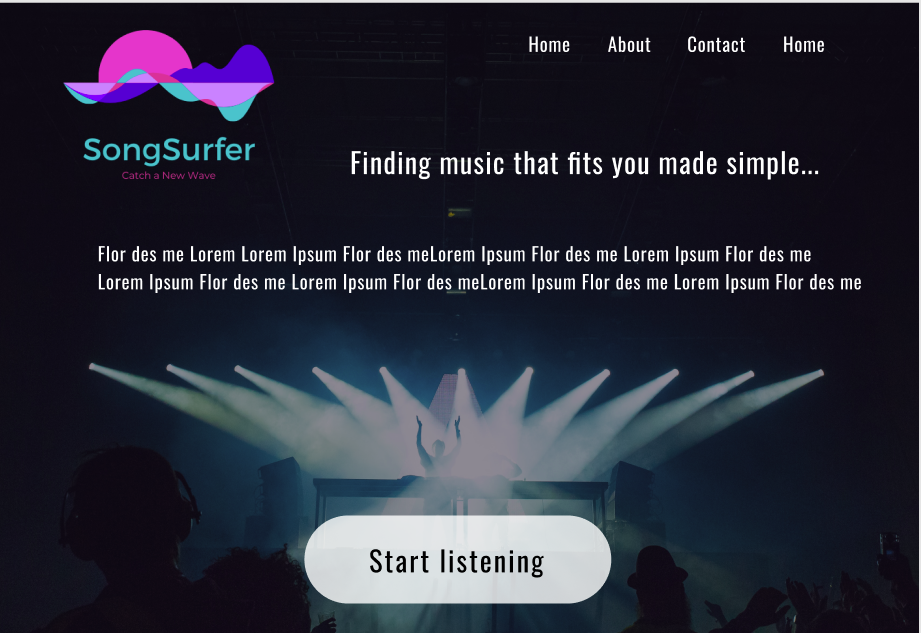 Home About Contact Home
SongSurfer
Catch a New Wave
Finding music that fits you made simple...
Flor des me Lorem Lorem Ipsum Flor des meLorem Ipsum Flor des me Lorem Ipsum Flor des me
Lorem Ipsum Flor des me Lorem Ipsum Flor des meLorem Ipsum Flor des me Lorem Ipsum Flor des me
Start listening